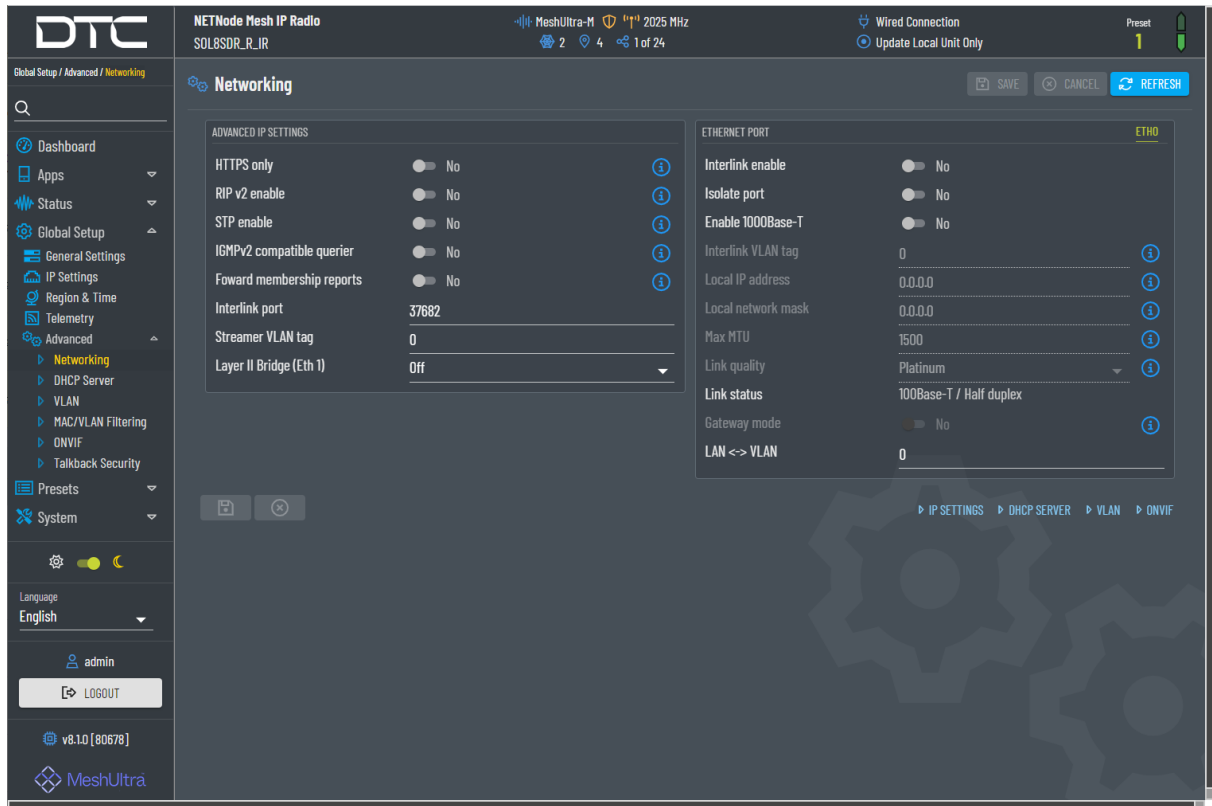 DTC
NETNode Mesh IP Radio
SOL8SDR_R_IR
MeshUltra-M 2025 MHz
2 4 1 of 24
Wired Connection
Update Local Unit Only
Preset
1
Global Setup / Advanced / Networking
Networking
SAVE
CANCEL
REFRESH
Dashboard
Apps
Status
Global Setup
General Settings
IP Settings
Region & Time
Telemetry
Advanced
Networking
DHCP Server
VLAN
MAC/VLAN Filtering
ONVIF
Talkback Security
Presets
System
Language
English
admin
LOGOUT
v8.1.0 [80678]
MeshUltra
ADVANCED IP SETTINGS
HTTPS only No
RIP v2 enable No
STP enable No
IGMPv2 compatible querier No
Foward membership reports No
Interlink port 37682
Streamer VLAN tag 0
Layer II Bridge (Eth 1) Off
ETHERNET PORT ETH0
Interlink enable No
Isolate port No
Enable 1000Base-T No
Interlink VLAN tag 0
Local IP address 0.0.0.0
Local network mask 0.0.0.0
Max MTU 1500
Link quality Platinum
Link status 100Base-T / Half duplex
Gateway mode No
LAN <-> VLAN 0
IP SETTINGS DHCP SERVER VLAN ONVIF